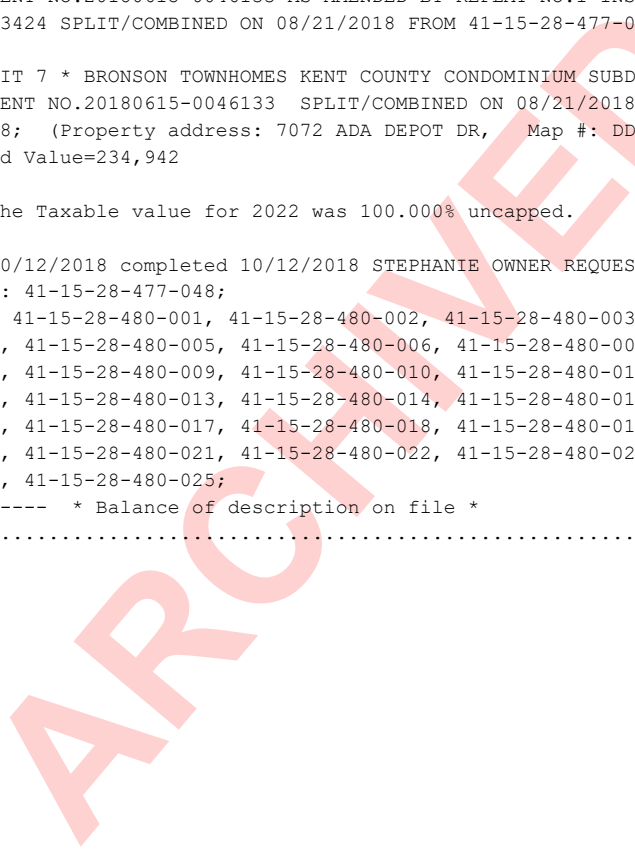 ENT NO.20180615-0046133 AS AMENDED BY REPLAT NO.1 INS
3424 SPLIT/COMBINED ON 08/21/2018 FROM 41-15-28-477-0
IT 7 * BRONSON TOWNHOMES KENT COUNTY CONDOMINIUM SUBD
ENT NO.20180615-0046133 SPLIT/COMBINED ON 08/21/2018
8; (Property address: 7072 ADA DEPOT DR, Map #: DD
d Value=234,942
he Taxable value for 2022 was 100.000% uncapped.
0/12/2018 completed 10/12/2018 STEPHANIE OWNER REQUES
: 41-15-28-477-048;
41-15-28-480-001, 41-15-28-480-002, 41-15-28-480-003
, 41-15-28-480-005, 41-15-28-480-006, 41-15-28-480-00
, 41-15-28-480-009, 41-15-28-480-010, 41-15-28-480-01
, 41-15-28-480-013, 41-15-28-480-014, 41-15-28-480-01
, 41-15-28-480-017, 41-15-28-480-018, 41-15-28-480-01
, 41-15-28-480-021, 41-15-28-480-022, 41-15-28-480-02
, 41-15-28-480-025;
---- * Balance of description on file *
.....................................................
ARCHIVED